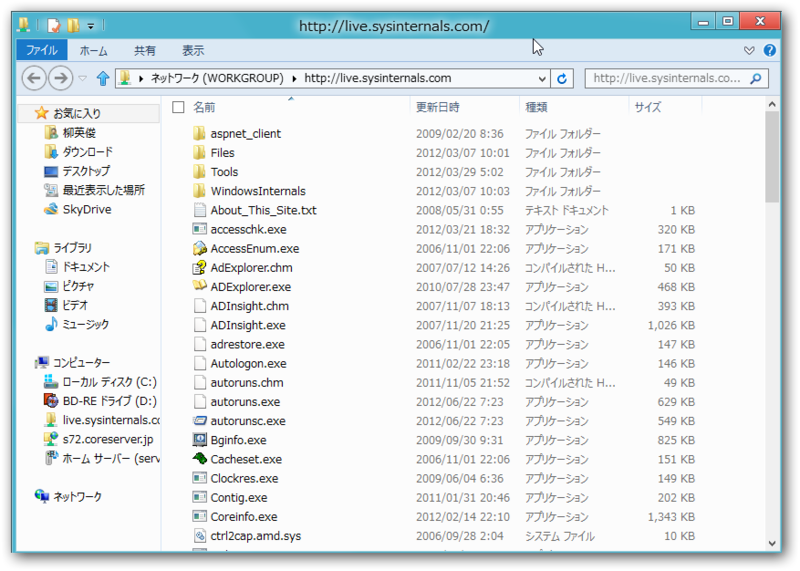 http://live.sysinternals.com/
ファイル ホーム 共有 表示
ネットワーク (WORKGROUP) http://live.sysinternals.com http://live.sysinternals.co...
お気に入り
柳英俊
ダウンロード
デスクトップ
最近表示した場所
SkyDrive
ライブラリ
ドキュメント
ピクチャ
ビデオ
ミュージック
コンピューター
ローカル ディスク (C:)
BD-RE ドライブ (D:)
live.sysinternals.co
s72.coreserver.jp
ホーム サーバー (serv
ネットワーク
名前 更新日時 種類 サイズ
aspnet_client 2009/02/20 8:36 ファイル フォルダー
Files 2012/03/07 10:01 ファイル フォルダー
Tools 2012/03/29 5:02 ファイル フォルダー
WindowsInternals 2012/03/07 10:03 ファイル フォルダー
About_This_Site.txt 2008/05/31 0:55 テキスト ドキュメント 1 KB
accesschk.exe 2012/03/21 18:32 アプリケーション 320 KB
AccessEnum.exe 2006/11/01 22:06 アプリケーション 171 KB
AdExplorer.chm 2007/07/12 14:26 コンパイルされた H... 50 KB
ADExplorer.exe 2010/07/28 23:47 アプリケーション 468 KB
ADInsight.chm 2007/11/07 18:13 コンパイルされた H... 393 KB
ADInsight.exe 2007/11/20 21:25 アプリケーション 1,026 KB
adrestore.exe 2006/11/01 22:05 アプリケーション 147 KB
Autologon.exe 2011/02/22 23:18 アプリケーション 146 KB
autoruns.chm 2011/11/05 21:52 コンパイルされた H... 49 KB
autoruns.exe 2012/06/22 7:23 アプリケーション 629 KB
autorunsc.exe 2012/06/22 7:23 アプリケーション 549 KB
Bginfo.exe 2009/09/30 9:31 アプリケーション 825 KB
Cacheset.exe 2006/11/01 22:06 アプリケーション 151 KB
Clockres.exe 2009/06/04 6:36 アプリケーション 149 KB
Contig.exe 2011/01/31 20:46 アプリケーション 202 KB
Coreinfo.exe 2012/02/14 22:10 アプリケーション 1,343 KB
ctrl2cap.amd.sys 2006/09/28 2:04 システム ファイル 10 KB